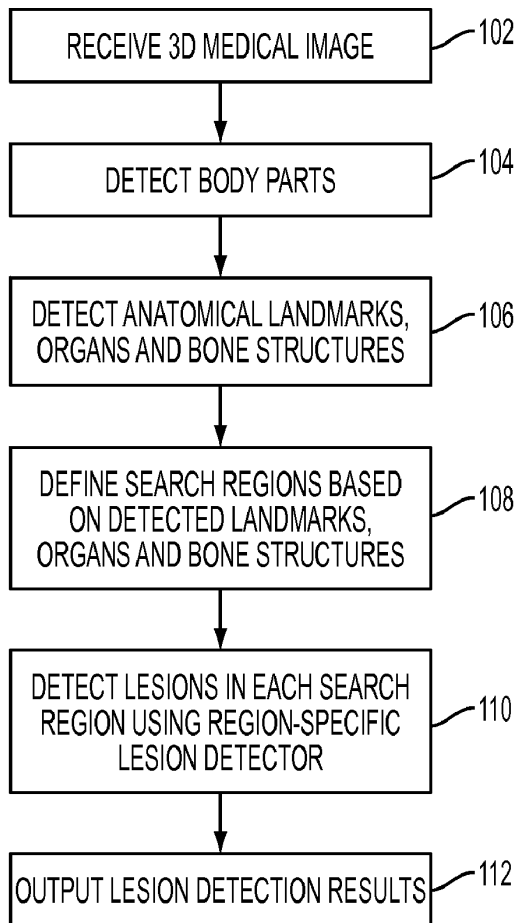 RECEIVE 3D MEDICAL IMAGE
102
DETECT BODY PARTS
104
DETECT ANATOMICAL LANDMARKS,
ORGANS AND BONE STRUCTURES
106
DEFINE SEARCH REGIONS BASED
ON DETECTED LANDMARKS,
ORGANS AND BONE STRUCTURES
108
DETECT LESIONS IN EACH SEARCH
REGION USING REGION-SPECIFIC
LESION DETECTOR
110
OUTPUT LESION DETECTION RESULTS
112